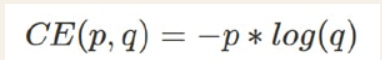 CE(p, q) = −p ∗ log(q)